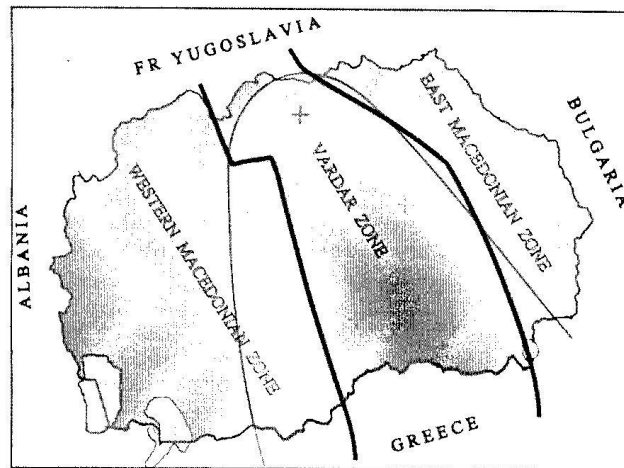 FR YUGOSLAVIA
BULGARIA
EAST MACEDONIAN ZONE
VARDAR ZONE
WESTERN MACEDONIAN ZONE
ALBANIA
GREECE